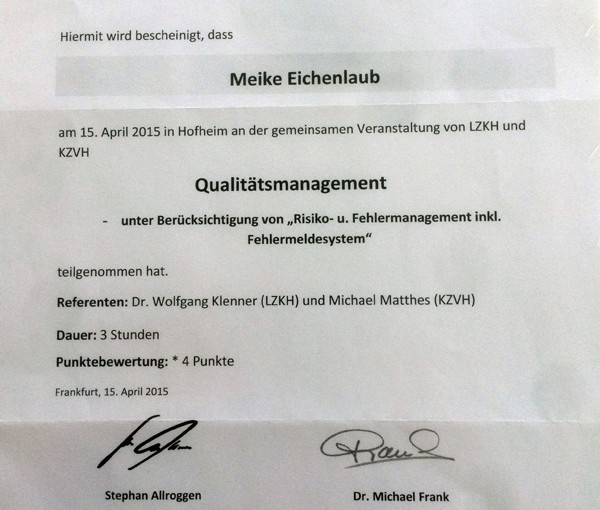 Hiermit wird bescheinigt, dass
Meike Eichenlaub
am 15. April 2015 in Hofheim an der gemeinsamen Veranstaltung von LZKH und
KZVH
Qualitätsmanagement
- unter Berücksichtigung von „Risiko- u. Fehlermanagement inkl.
Fehlermeldesystem“
teilgenommen hat.
Referenten: Dr. Wolfgang Klenner (LZKH) und Michael Matthes (KZVH)
Dauer: 3 Stunden
Punktebewertung: * 4 Punkte
Frankfurt, 15. April 2015
Stephan Allroggen Dr. Michael Frank